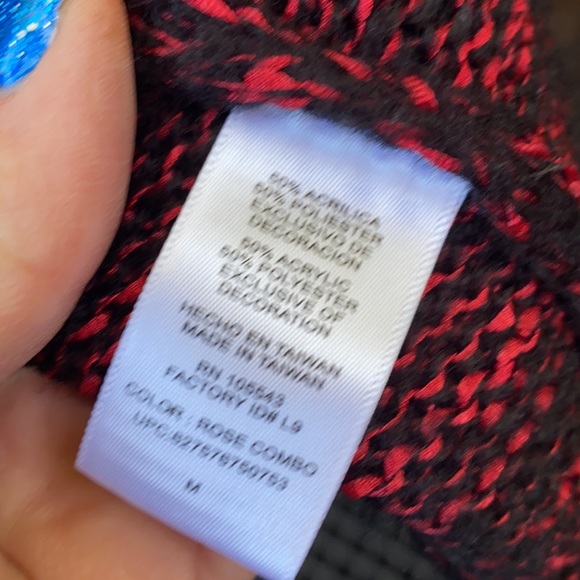 50% ACRILICA
50% POLIESTER
EXCLUSIVO DE
DECORACION
50% ACRYLIC
50% POLYESTER
EXCLUSIVE OF
DECORATION
HECHO EN TAIWAN
MADE IN TAIWAN
RN 105543
FACTORY ID# L9
COLOR : ROSE COMBO
UPC:827576760763
M